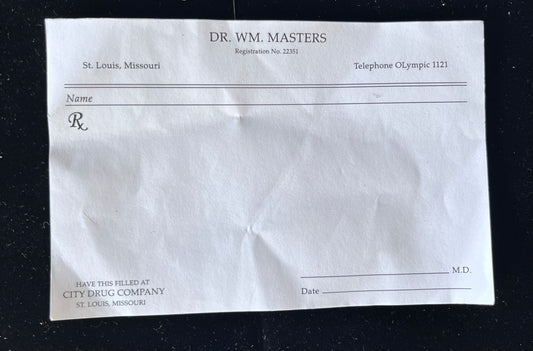 DR. WM. MASTERS
Registration No. 22351
St. Louis, Missouri Telephone OLympic 1121
Name
℞
M.D.
HAVE THIS FILLED AT
CITY DRUG COMPANY
ST. LOUIS, MISSOURI
Date